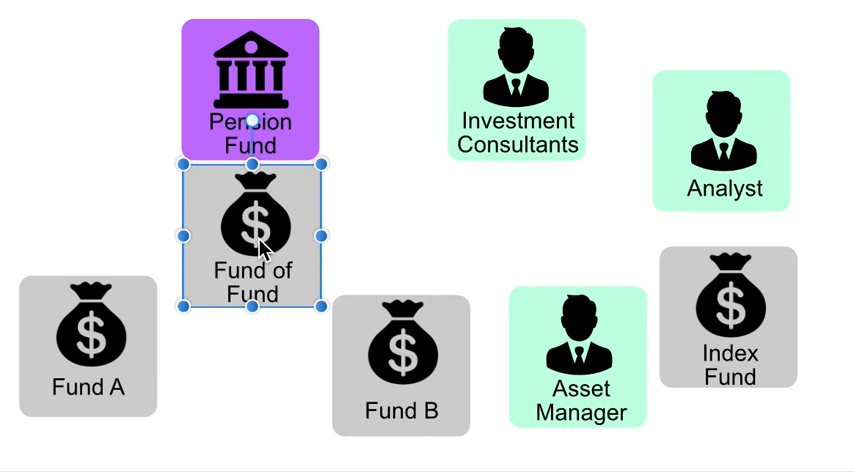 Pension
Fund
Investment
Consultants
Analyst
$
Fund of
Fund
$
Fund A
$
Fund B
Asset
Manager
$
Index
Fund